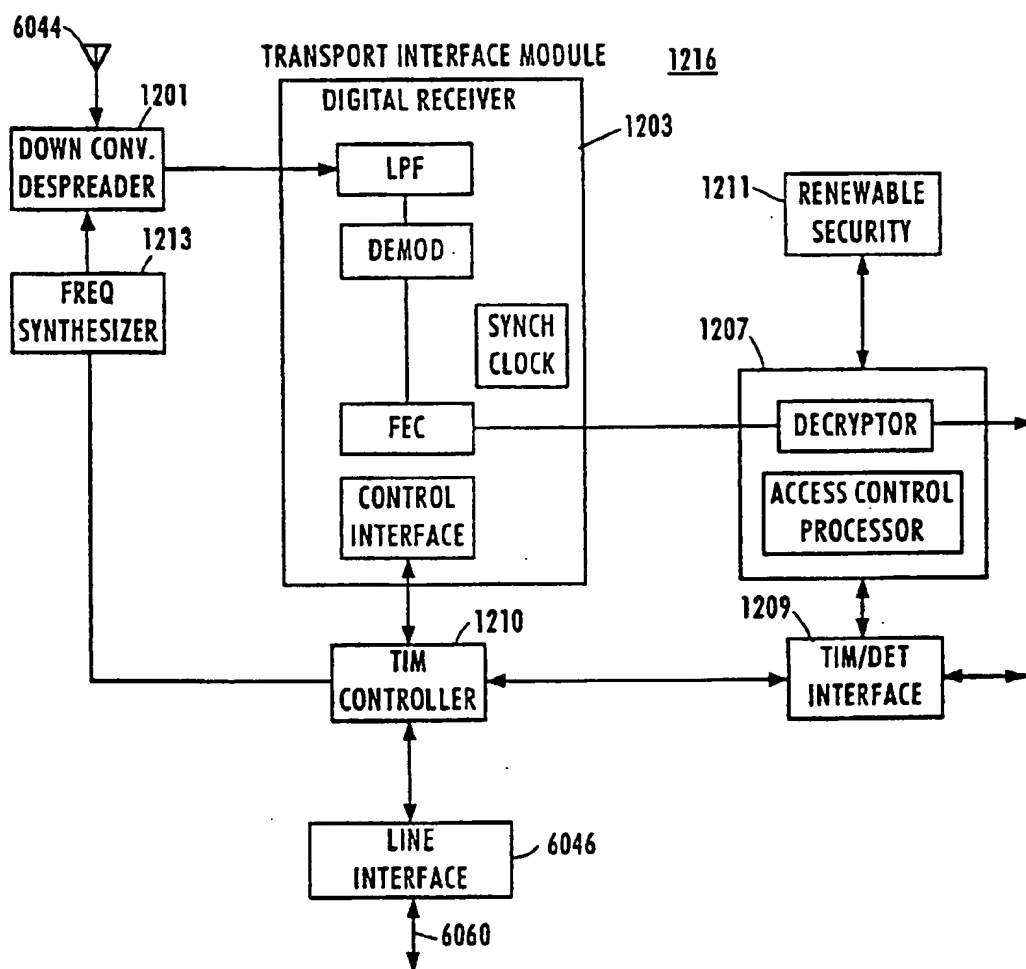 6044
TRANSPORT INTERFACE MODULE
1216
1201
DIGITAL RECEIVER
1203
DOWN CONV.
DESPREADER
LPF
1211
RENEWABLE
SECURITY
1213
DEMOD
FREQ
SYNTHESIZER
SYNCH
CLOCK
1207
FEC
DECRYPTOR
CONTROL
INTERFACE
ACCESS CONTROL
PROCESSOR
1210
1209
TIM
CONTROLLER
TIM/DET
INTERFACE
LINE
INTERFACE
6046
6060